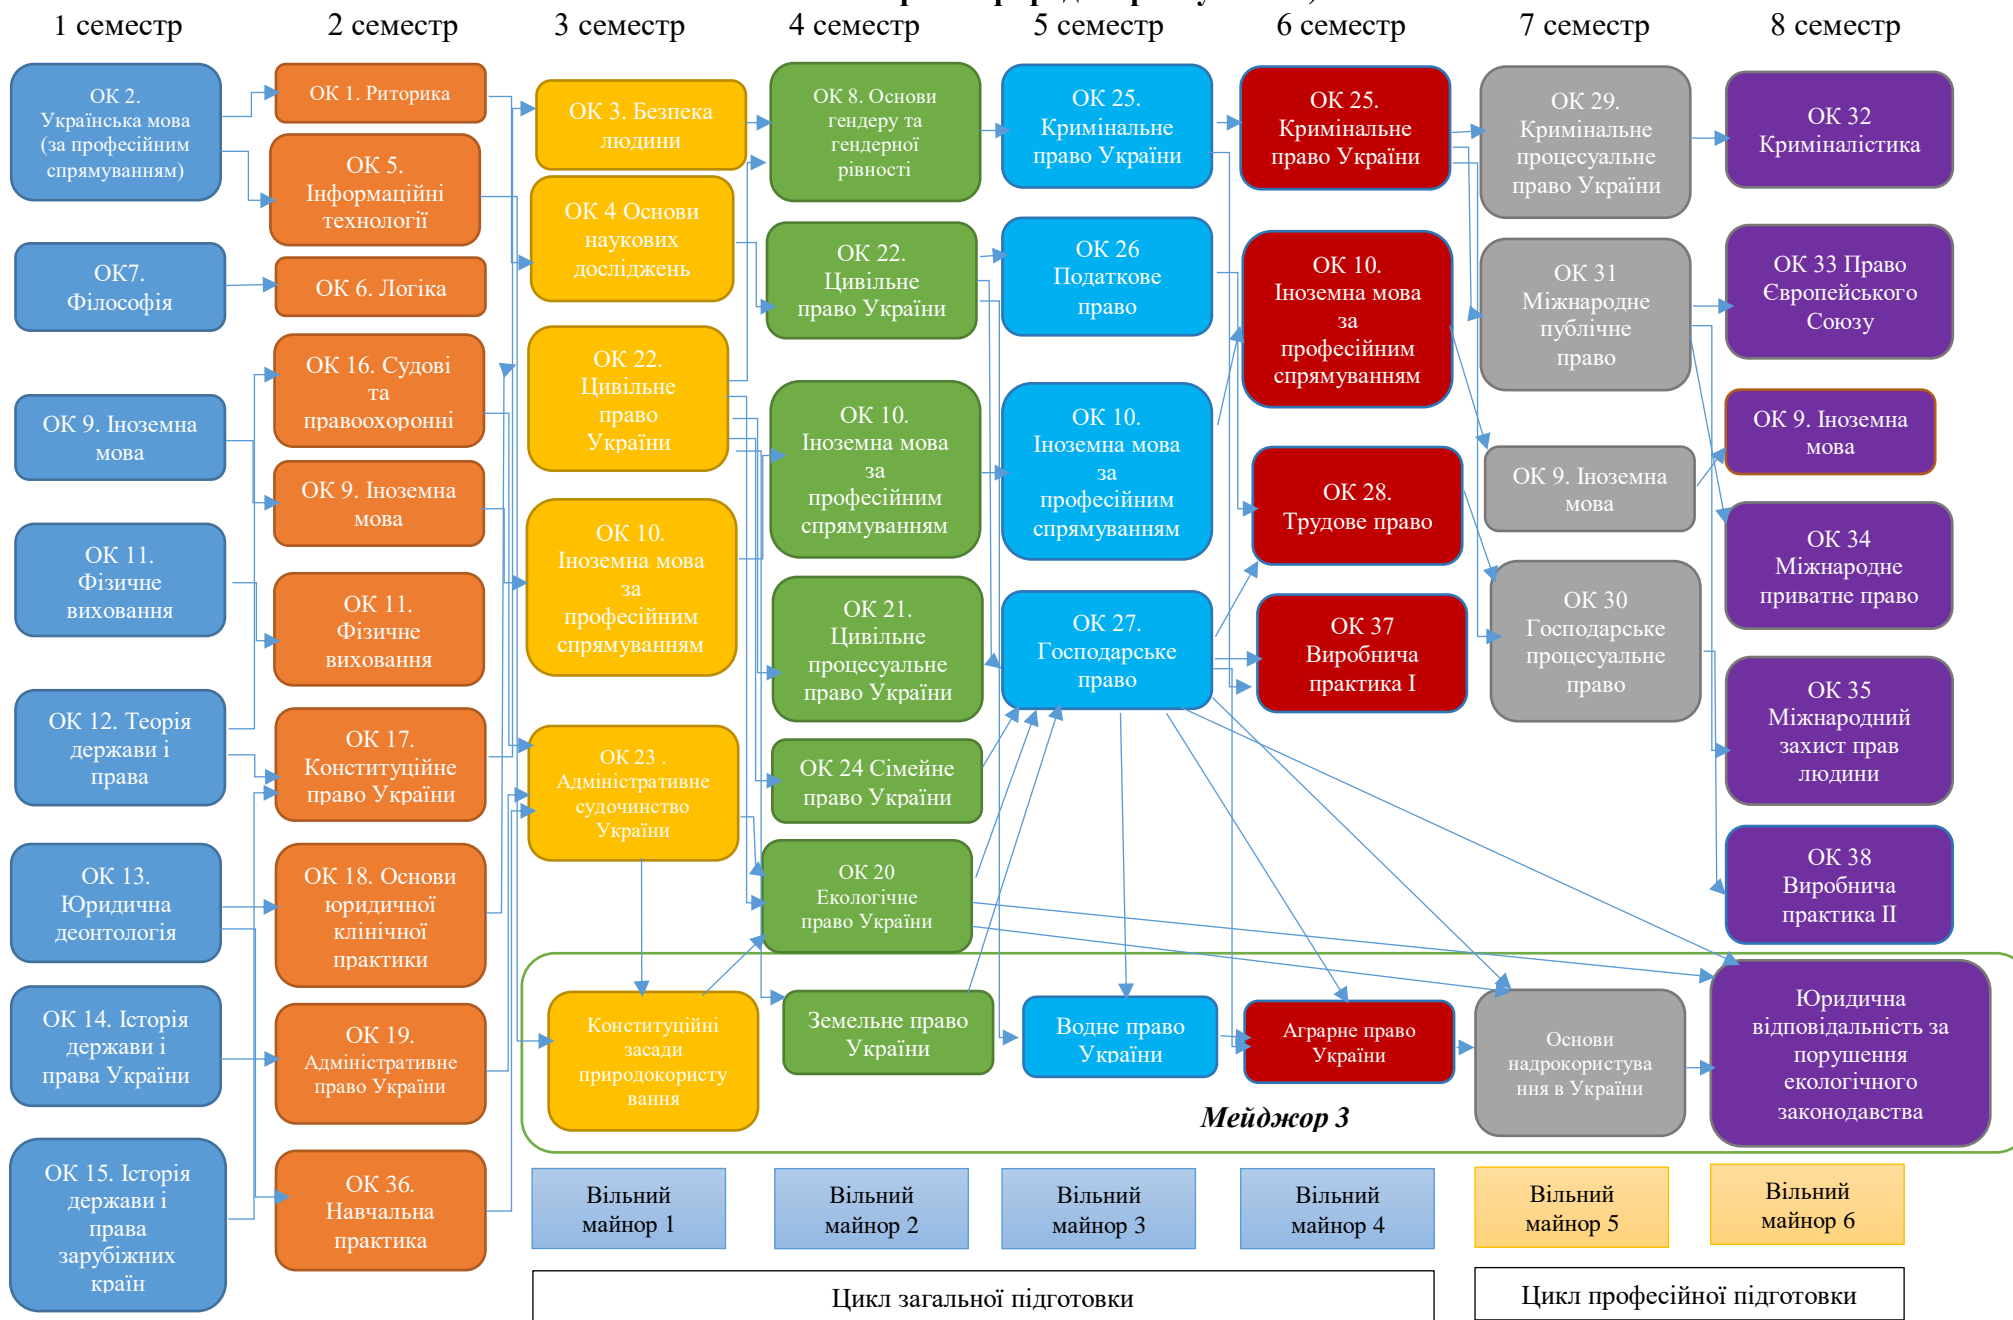 1 семестр
2 семестр
3 семестр
4 семестр
5 семестр
6 семестр
7 семестр
8 семестр
ОК 2.
Українська мова
(за професійним
спрямуванням)
ОК7.
Філософія
ОК 9. Іноземна
мова
ОК 11.
Фізичне
виховання
ОК 12. Теорія
держави і
права
ОК 13.
Юридична
деонтологія
ОК 14. Історія
держави і
права України
ОК 15. Історія
держави і
права
зарубіжних
країн
ОК 1. Риторика
ОК 5.
Інформаційні
технології
ОК 6. Логіка
ОК 16. Судові
та
правоохоронні
ОК 9. Іноземна
мова
ОК 11.
Фізичне
виховання
ОК 17.
Конституційне
право України
ОК 18. Основи
юридичної
клінічної
практики
ОК 19.
Адміністративне
право України
ОК 36.
Навчальна
практика
ОК 3. Безпека
людини
ОК 4 Основи
наукових
досліджень
ОК 22.
Цивільне
право
України
ОК 10.
Іноземна мова
за
професійним
спрямуванням
ОК 23 .
Адміністративне
судочинство
України
Конституційні
засади
природокористу
вання
ОК 8. Основи
гендеру та
гендерної
рівності
ОК 22.
Цивільне
право України
ОК 10.
Іноземна мова
за
професійним
спрямуванням
ОК 21.
Цивільне
процесуальне
право України
ОК 24 Сімейне
право України
ОК 20
Екологічне
право України
Земельне право
України
ОК 25.
Кримінальне
право України
ОК 26
Податкове
право
ОК 10.
Іноземна мова
за
професійним
спрямуванням
ОК 27.
Господарське
право
Водне право
України
ОК 25.
Кримінальне
право України
ОК 10.
Іноземна мова
за
професійним
спрямуванням
ОК 28.
Трудове право
ОК 37
Виробнича
практика І
Аграрне право
України
ОК 29.
Кримінальне
процесуальне
право України
ОК 31
Міжнародне
публічне
право
ОК 9. Іноземна
мова
ОК 30
Господарське
процесуальне
право
Основи
надрокористува
ння в України
ОК 32
Криміналістика
ОК 33 Право
Європейського
Союзу
ОК 9. Іноземна
мова
ОК 34
Міжнародне
приватне право
ОК 35
Міжнародний
захист прав
людини
ОК 38
Виробнича
практика ІІ
Юридична
відповідальність за
порушення
екологічного
законодавства
Мейджор 3
Вільний
майнор 1
Вільний
майнор 2
Вільний
майнор 3
Вільний
майнор 4
Вільний
майнор 5
Вільний
майнор 6
Цикл загальної підготовки
Цикл професійної підготовки